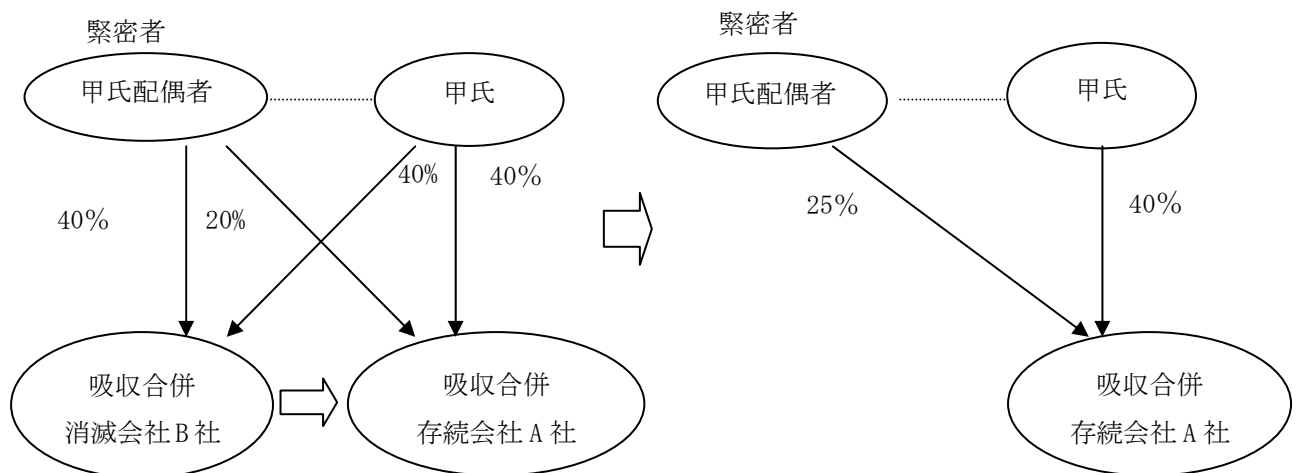 緊密者
甲氏配偶者
甲氏
40%
20%
40%
40%
吸収合併
消滅会社B社
吸収合併
存続会社A社
緊密者
甲氏配偶者
甲氏
25%
40%
吸収合併
存続会社A社